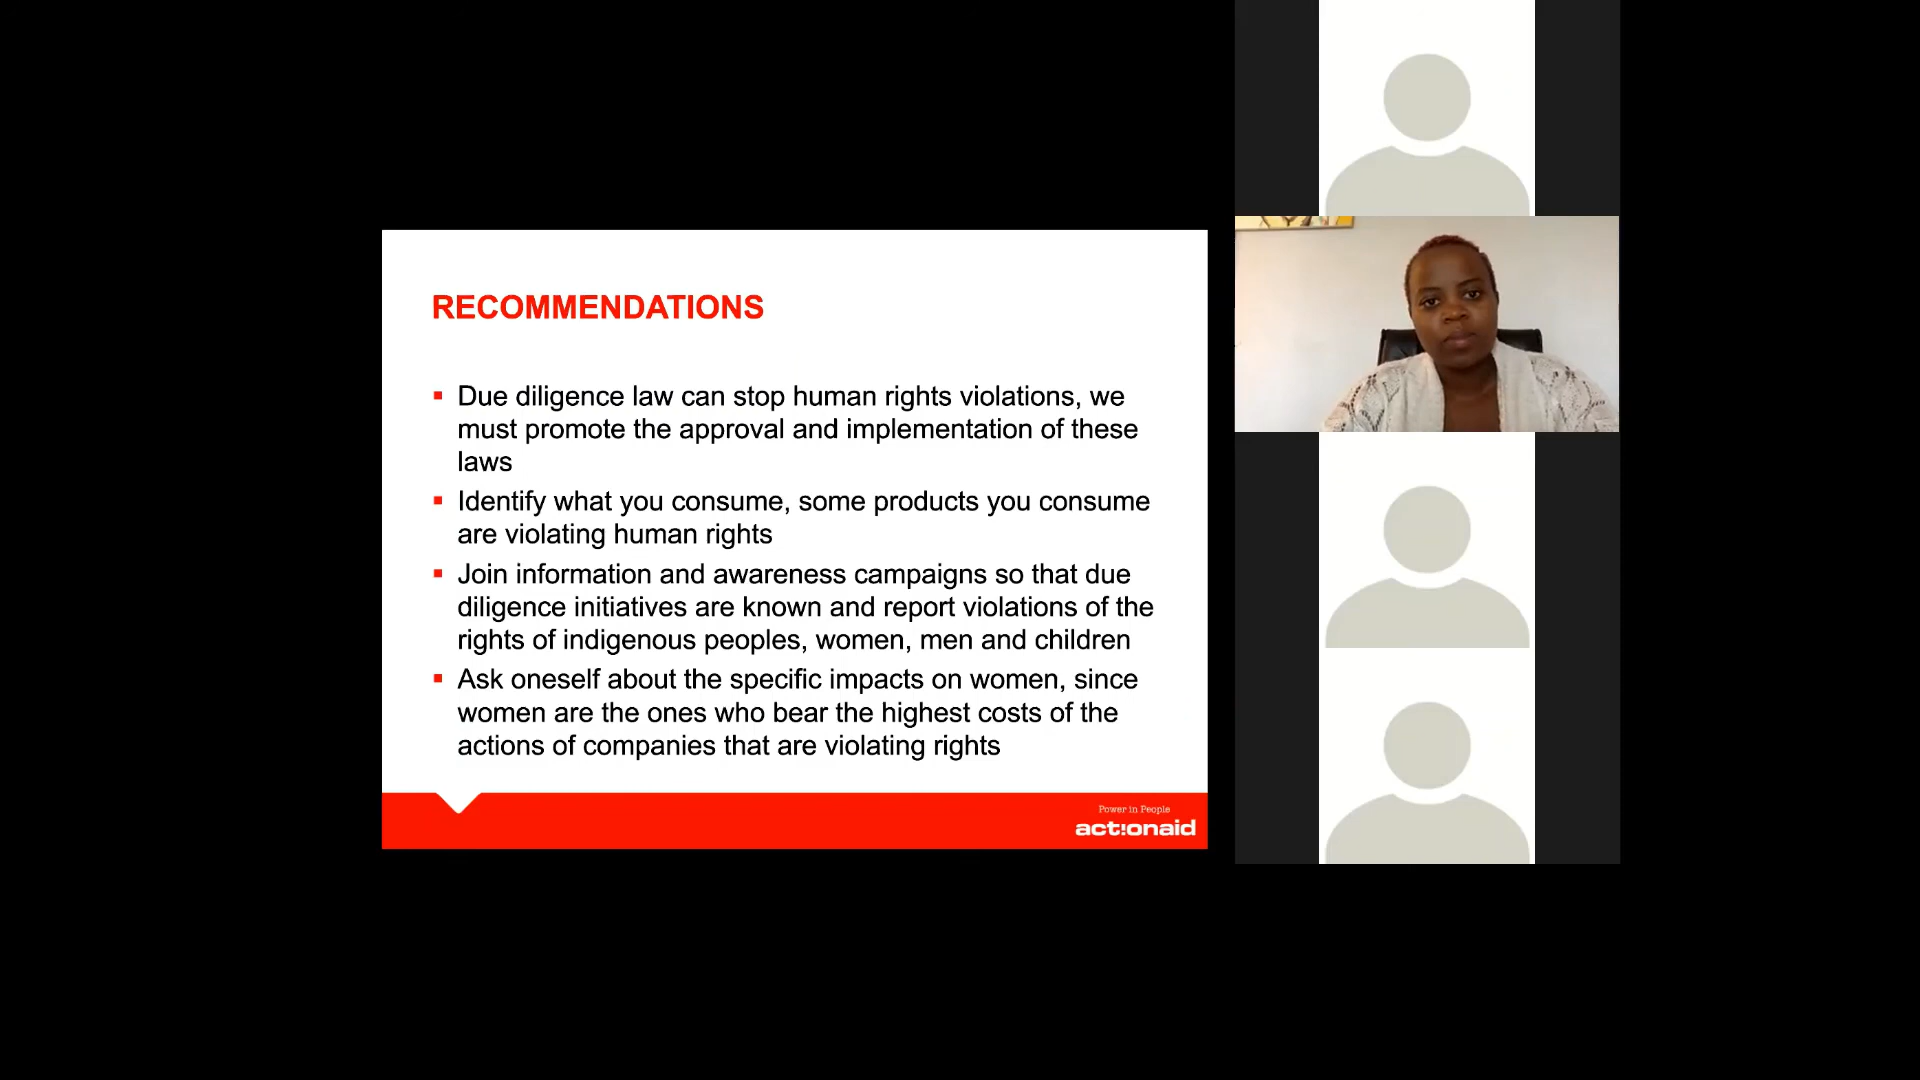 RECOMMENDATIONS
▪ Due diligence law can stop human rights violations, we
must promote the approval and implementation of these
laws
▪ Identify what you consume, some products you consume
are violating human rights
▪ Join information and awareness campaigns so that due
diligence initiatives are known and report violations of the
rights of indigenous peoples, women, men and children
▪ Ask oneself about the specific impacts on women, since
women are the ones who bear the highest costs of the
actions of companies that are violating rights
Power in People
act!onaid